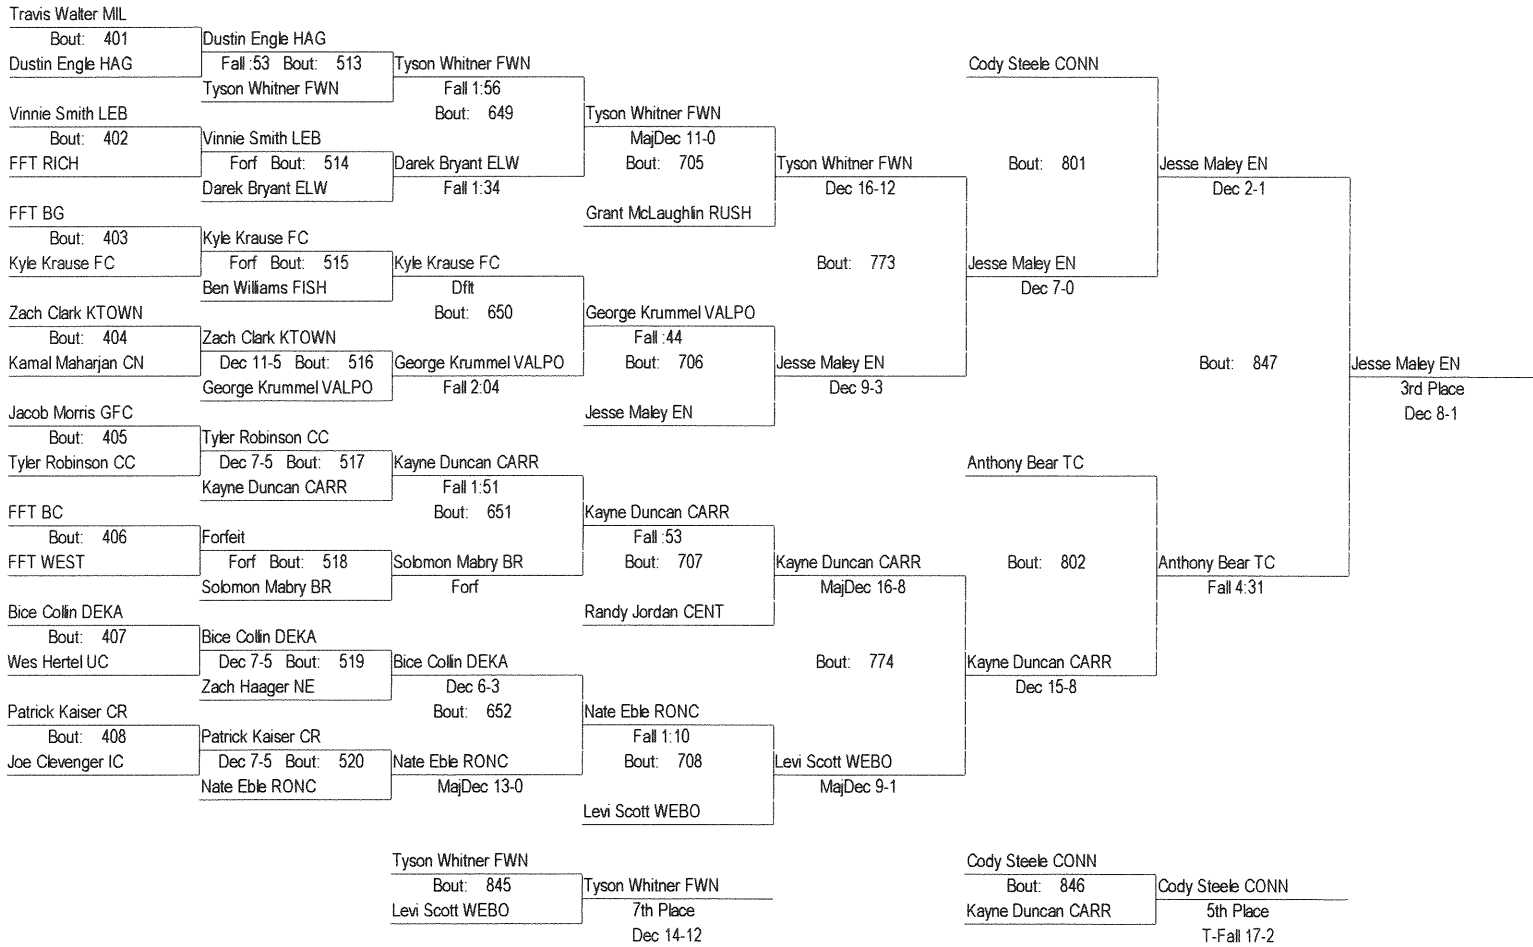 Travis Walter MIL
Bout: 401
Dustin Engle HAG
Vinnie Smith LEB
Bout: 402
FFT RICH
FFT BG
Bout: 403
Kyle Krause FC
Zach Clark KTOWN
Bout: 404
Kamal Maharjan CN
Jacob Morris GFC
Bout: 405
Tyler Robinson CC
FFT BC
Bout: 406
FFT WEST
Bice Collin DEKA
Bout: 407
Wes Hertel UC
Patrick Kaiser CR
Bout: 408
Joe Clevenger IC
Dustin Engle HAG
Fall :53 Bout: 513
Tyson Whitner FWN
Vinnie Smith LEB
Forf Bout: 514
Darek Bryant ELW
Kyle Krause FC
Forf Bout: 515
Ben Williams FISH
Zach Clark KTOWN
Dec 11-5 Bout: 516
George Krummel VALPO
Tyler Robinson CC
Dec 7-5 Bout: 517
Kayne Duncan CARR
Forfeit
Forf Bout: 518
Solomon Mabry BR
Bice Collin DEKA
Dec 7-5 Bout: 519
Zach Haager NE
Patrick Kaiser CR
Dec 7-5 Bout: 520
Nate Eble RONC
Tyson Whitner FWN
Fall 1:56
Bout: 649
Darek Bryant ELW
Fall 1:34
Kyle Krause FC
Dflt
Bout: 650
George Krummel VALPO
Fall 2:04
Kayne Duncan CARR
Fall 1:51
Bout: 651
Solomon Mabry BR
Forf
Bice Collin DEKA
Dec 6-3
Bout: 652
Nate Eble RONC
MajDec 13-0
Tyson Whitner FWN
MajDec 11-0
Bout: 705
Grant McLaughlin RUSH
George Krummel VALPO
Fall :44
Bout: 706
Jesse Maley EN
Kayne Duncan CARR
Fall :53
Bout: 707
Randy Jordan CENT
Nate Eble RONC
Fall 1:10
Bout: 708
Levi Scott WEBO
Tyson Whitner FWN
Dec 16-12
Bout: 773
Jesse Maley EN
Dec 9-3
Kayne Duncan CARR
MajDec 16-8
Bout: 774
Levi Scott WEBO
MajDec 9-1
Cody Steele CONN
Bout: 801
Jesse Maley EN
Dec 7-0
Anthony Bear TC
Bout: 802
Kayne Duncan CARR
Dec 15-8
Jesse Maley EN
Dec 2-1
Bout: 847
Anthony Bear TC
Fall 4:31
Jesse Maley EN
3rd Place
Dec 8-1
Tyson Whitner FWN
Bout: 845
Levi Scott WEBO
Tyson Whitner FWN
7th Place
Dec 14-12
Cody Steele CONN
Bout: 846
Kayne Duncan CARR
Cody Steele CONN
5th Place
T-Fall 17-2